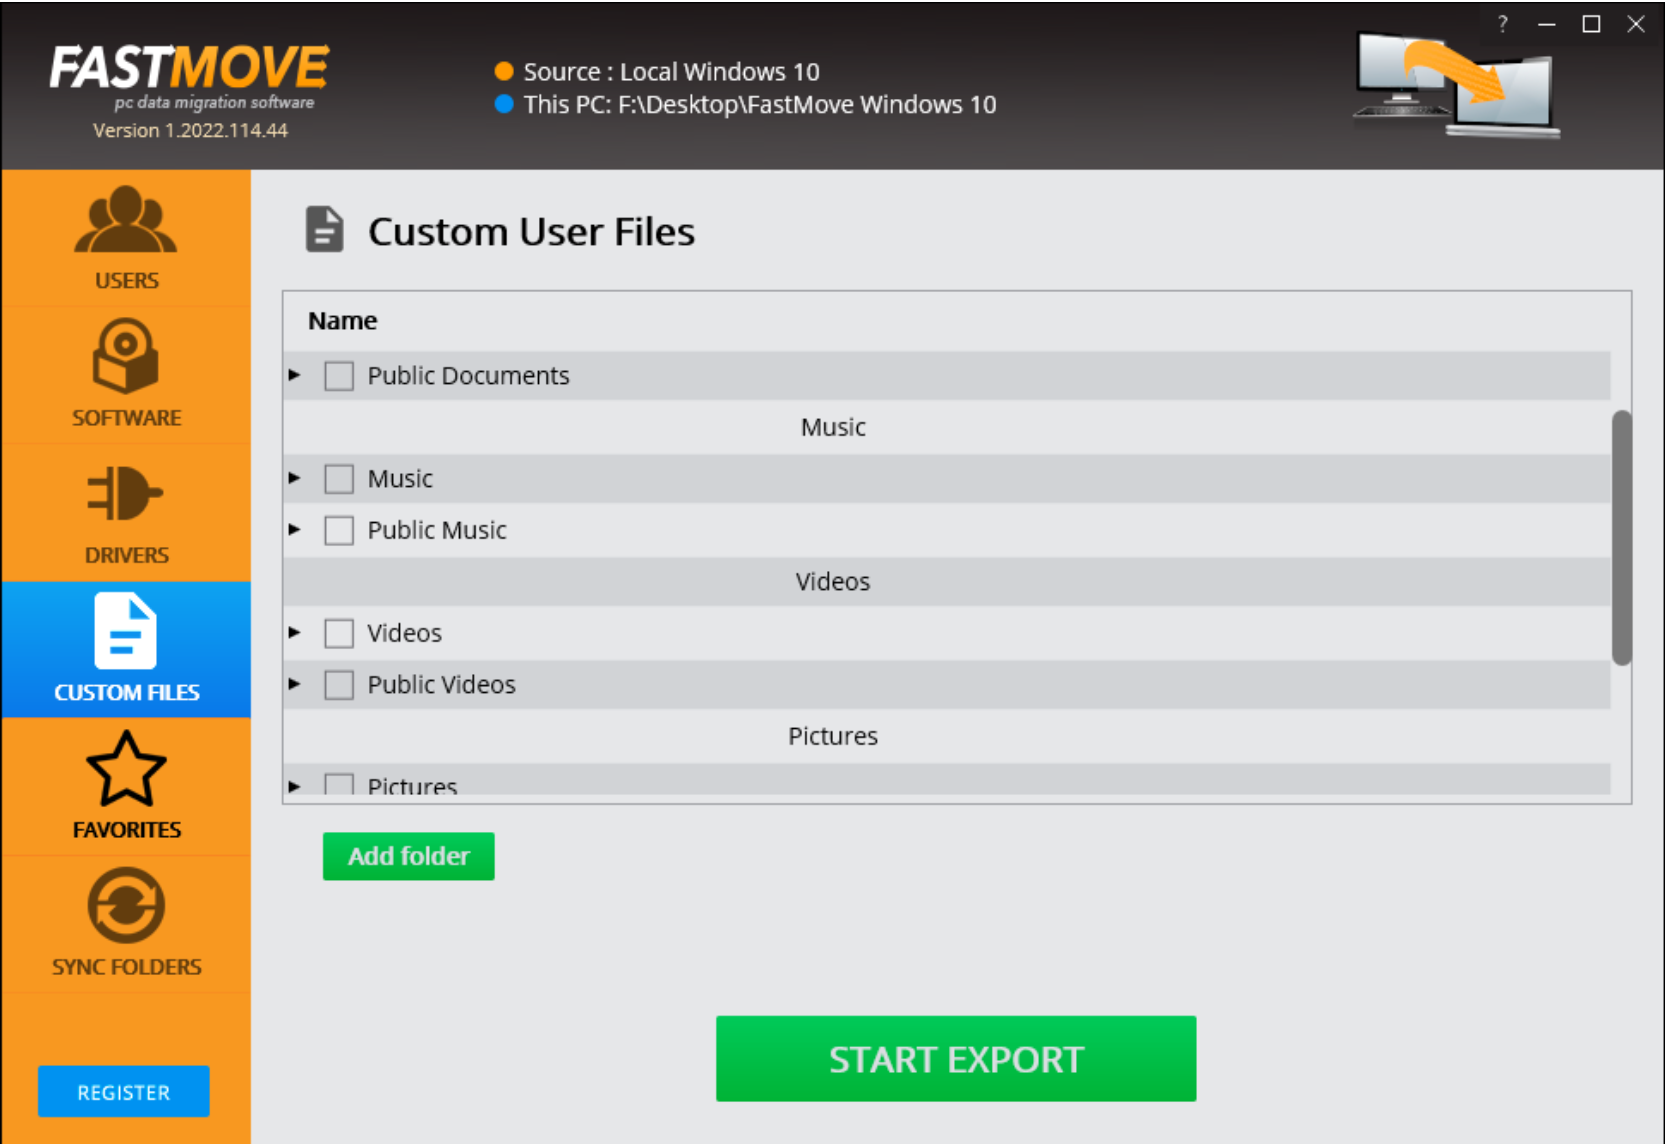 FASTMOVE
pc data migration software
Version 1.2022.114.44
Source : Local Windows 10
This PC: F:\Desktop\FastMove Windows 10
?
USERS
SOFTWARE
DRIVERS
CUSTOM FILES
FAVORITES
SYNC FOLDERS
REGISTER
Custom User Files
Name
Public Documents
Music
Music
Public Music
Videos
Videos
Public Videos
Pictures
Pictures
Add folder
START EXPORT